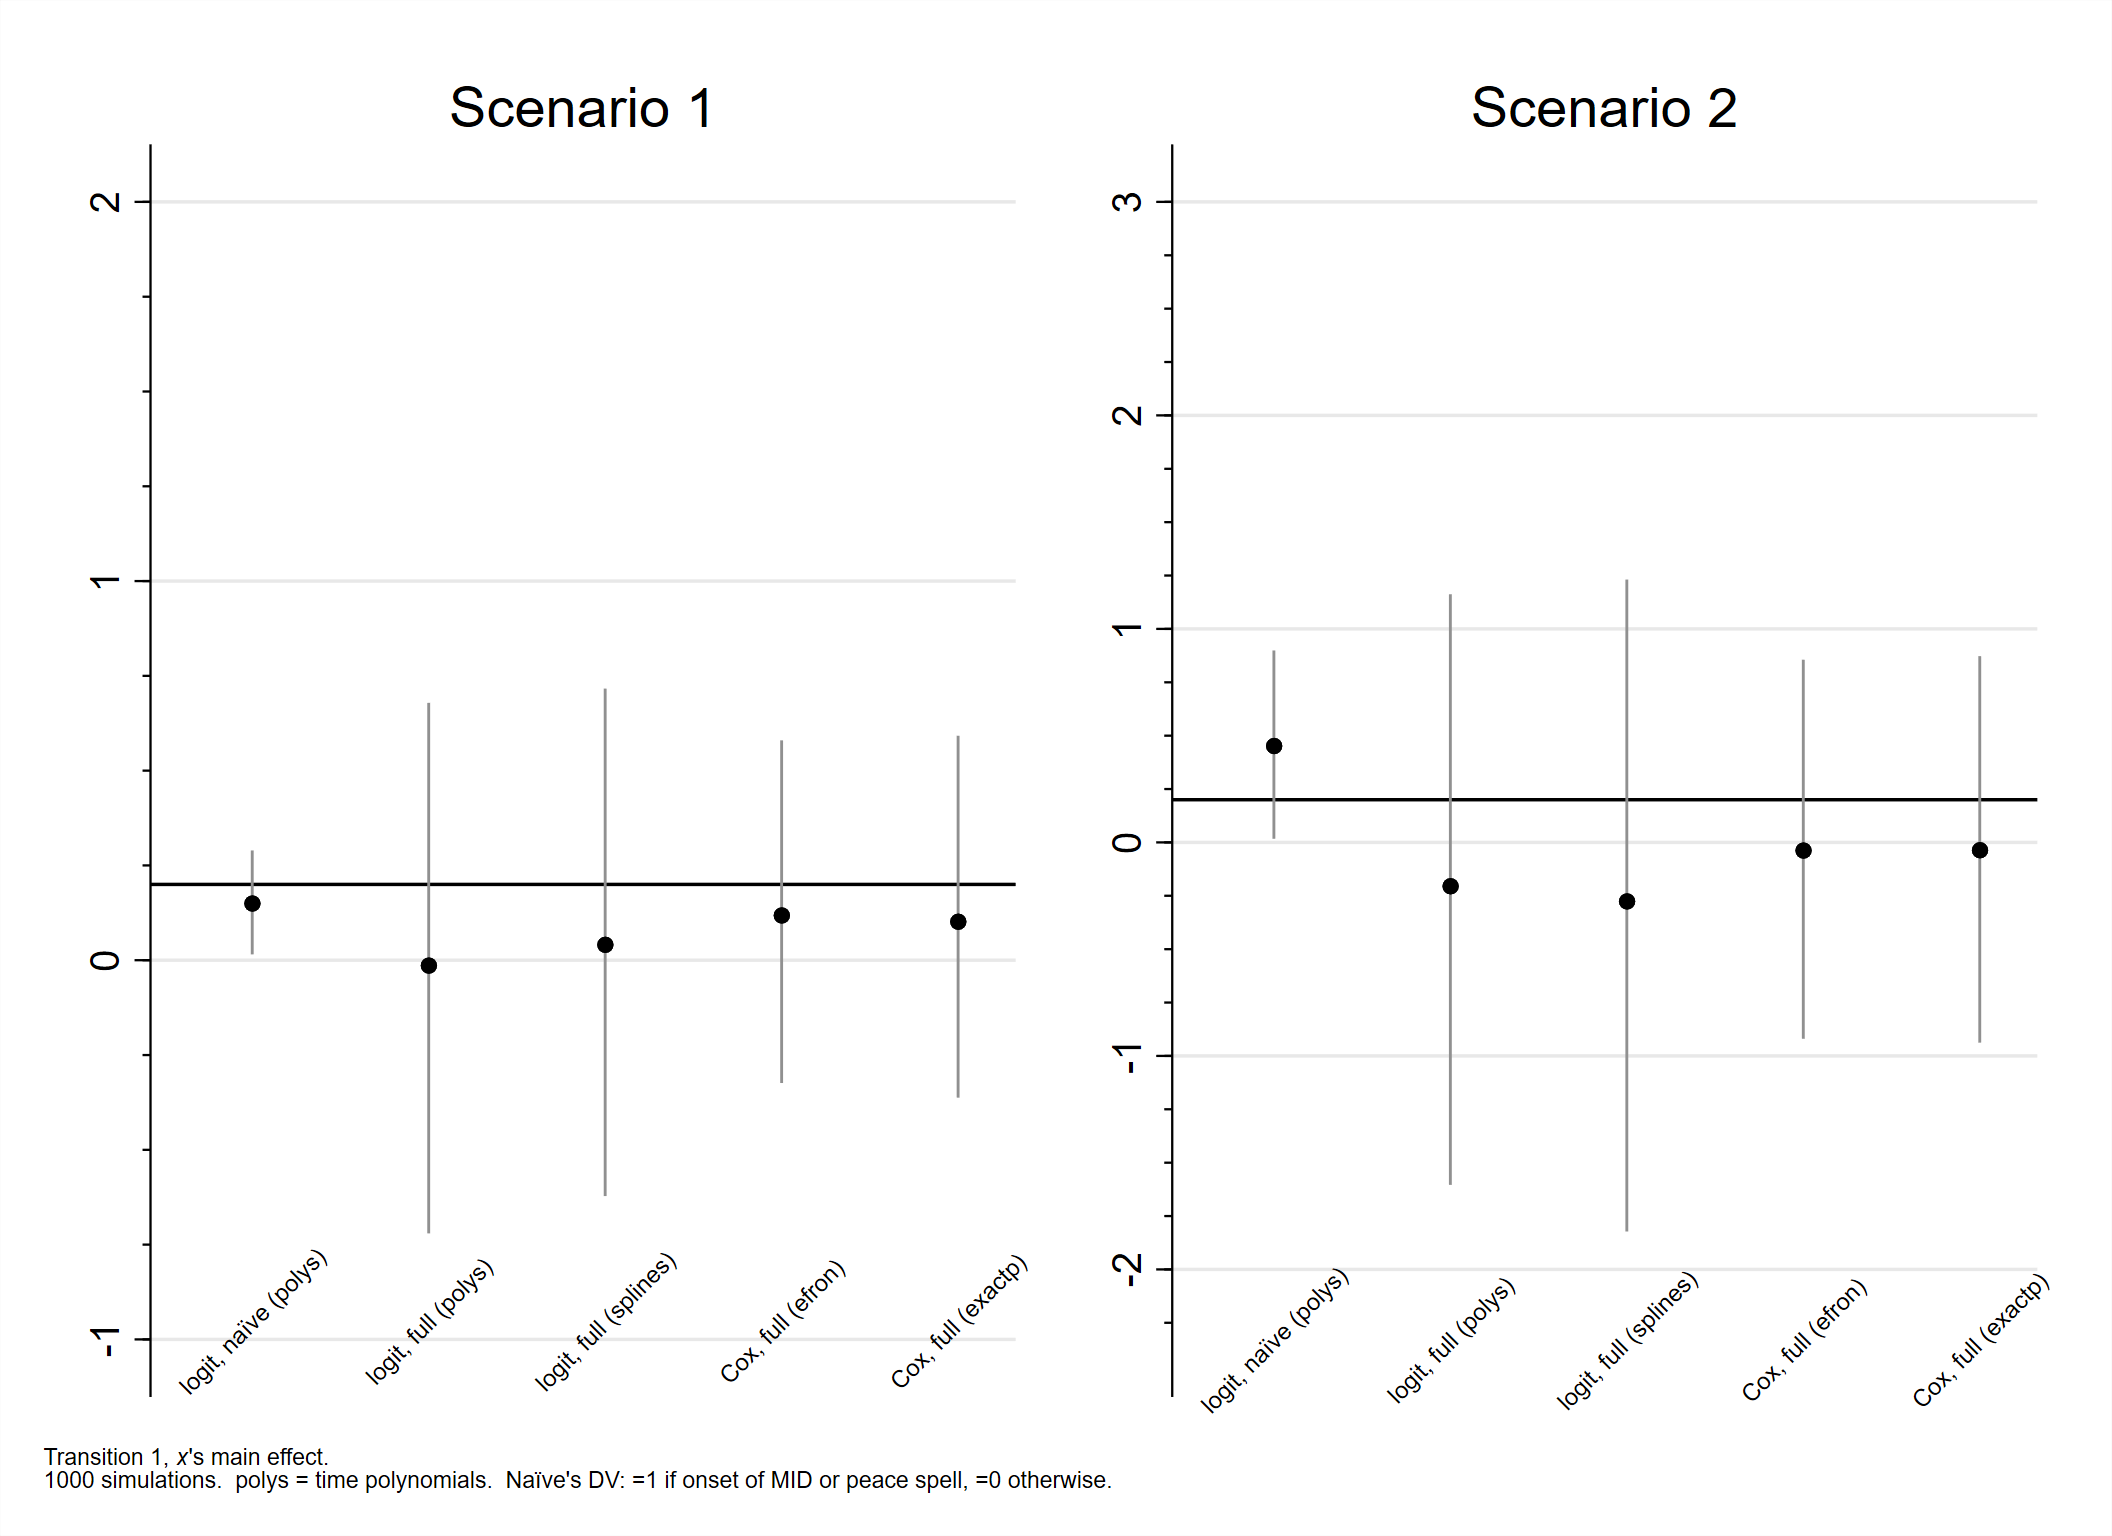 Scenario 1
2
1
0
-1
logit, naïve (polys)
logit, full (polys)
logit, full (splines)
Cox, full (efron)
Cox, full (exactp)
Scenario 2
3
2
1
0
-1
-2
logit, naïve (polys)
logit, full (polys)
logit, full (splines)
Cox, full (efron)
Cox, full (exactp)
Transition 1, x's main effect.
1000 simulations.  polys = time polynomials.  Naïve's DV: =1 if onset of MID or peace spell, =0 otherwise.